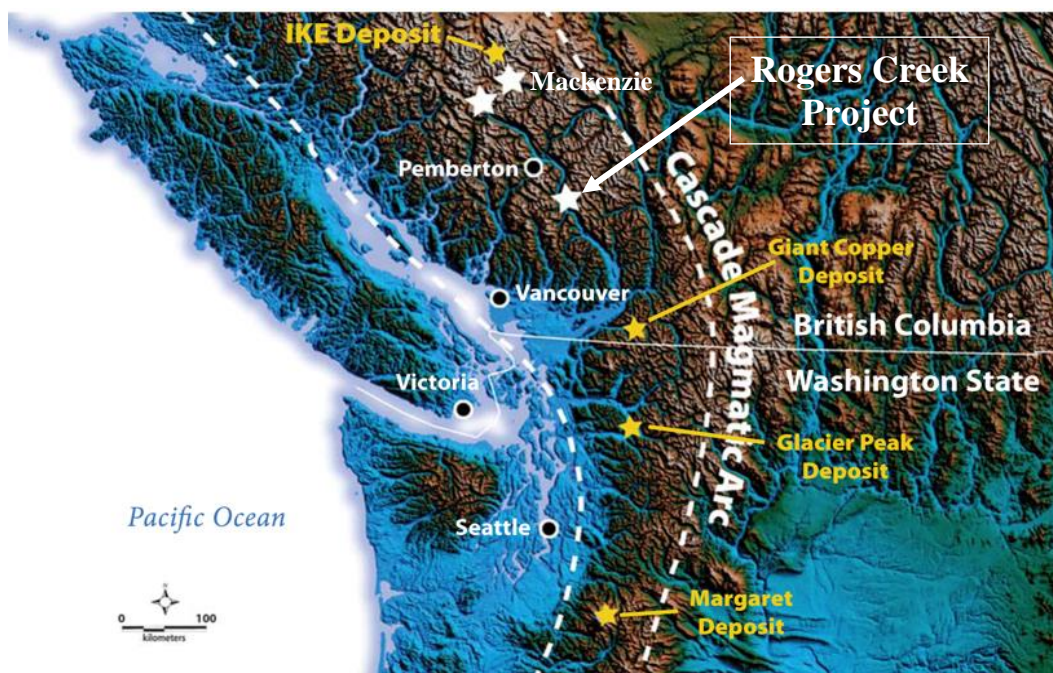 IKE Deposit
Mackenzie
Rogers Creek
Project
Pemberton
Cascade Magmatic Arc
Giant Copper
Deposit
Vancouver
British Columbia
Washington State
Victoria
Glacier Peak
Deposit
Pacific Ocean
Seattle
Margaret
Deposit
N
0 100
kilometers